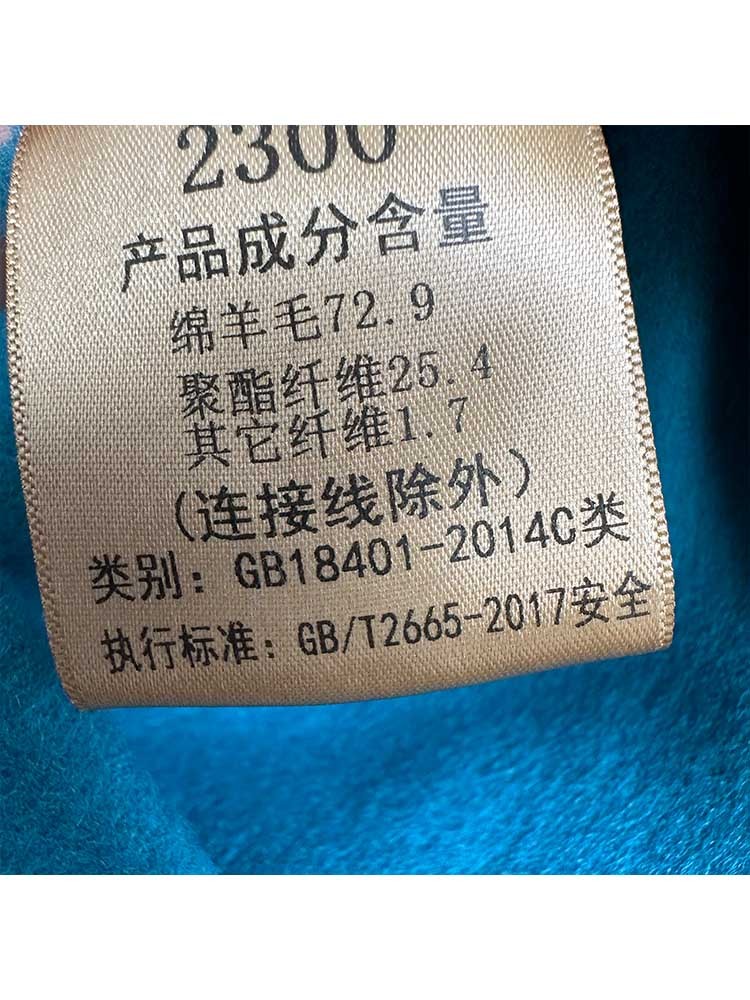 2300
产品成分含量
绵羊毛72.9
聚酯纤维25.4
其它纤维1.7
(连接线除外)
类别：GB18401-2014C类
执行标准：GB/T2665-2017安全